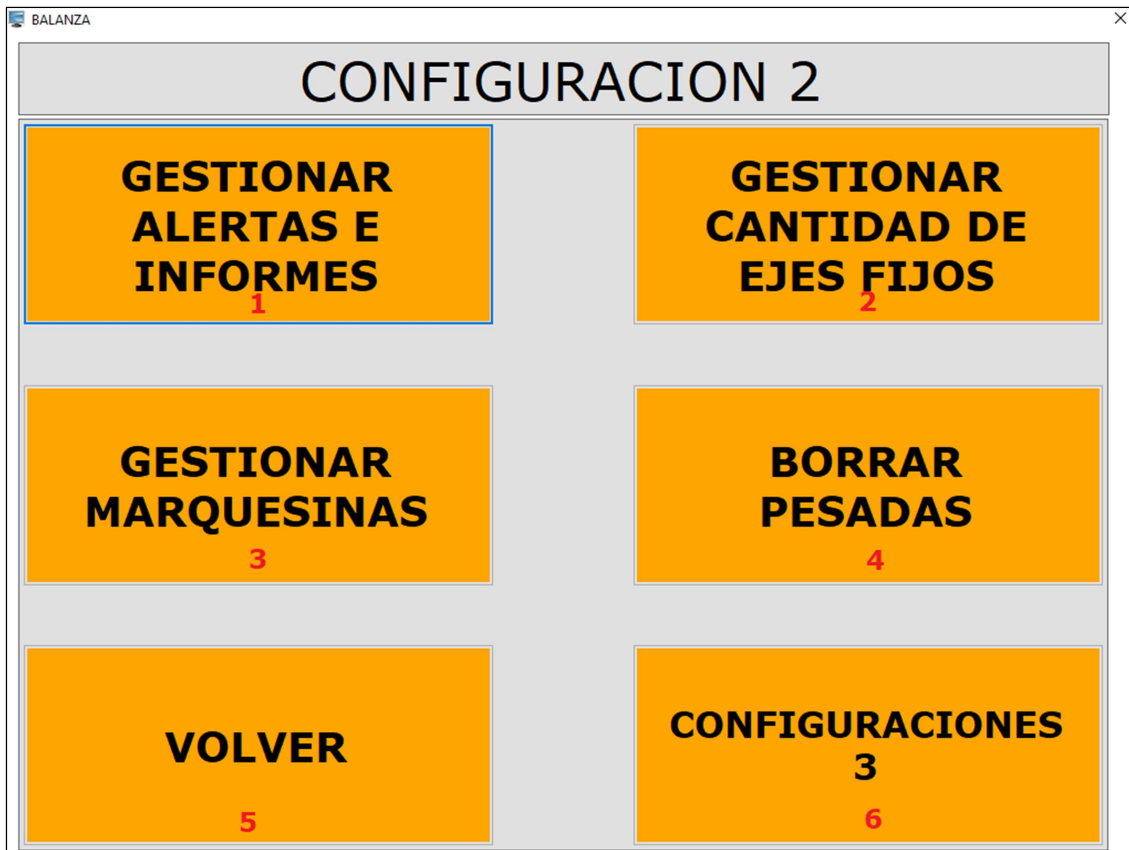 BALANZA
CONFIGURACION 2
GESTIONAR
ALERTAS E
INFORMES
1
GESTIONAR
CANTIDAD DE
EJES FIJOS
2
GESTIONAR
MARQUESINAS
3
BORRAR
PESADAS
4
VOLVER
5
CONFIGURACIONES
3
6